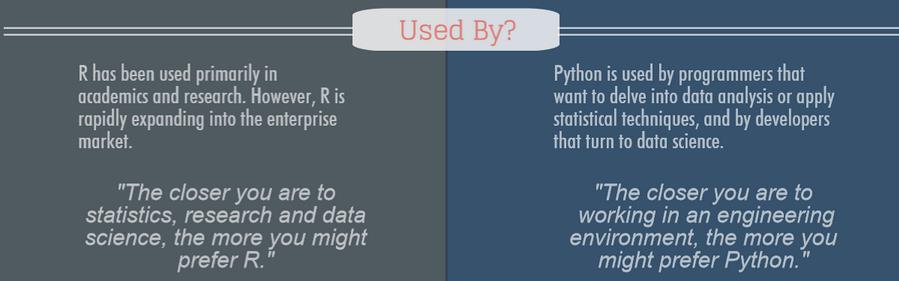 Used By?
R has been used primarily in
academics and research. However, R is
rapidly expanding into the enterprise
market.
"The closer you are to
statistics, research and data
science, the more you might
prefer R."
Python is used by programmers that
want to delve into data analysis or apply
statistical techniques, and by developers
that turn to data science.
"The closer you are to
working in an engineering
environment, the more you
might prefer Python."